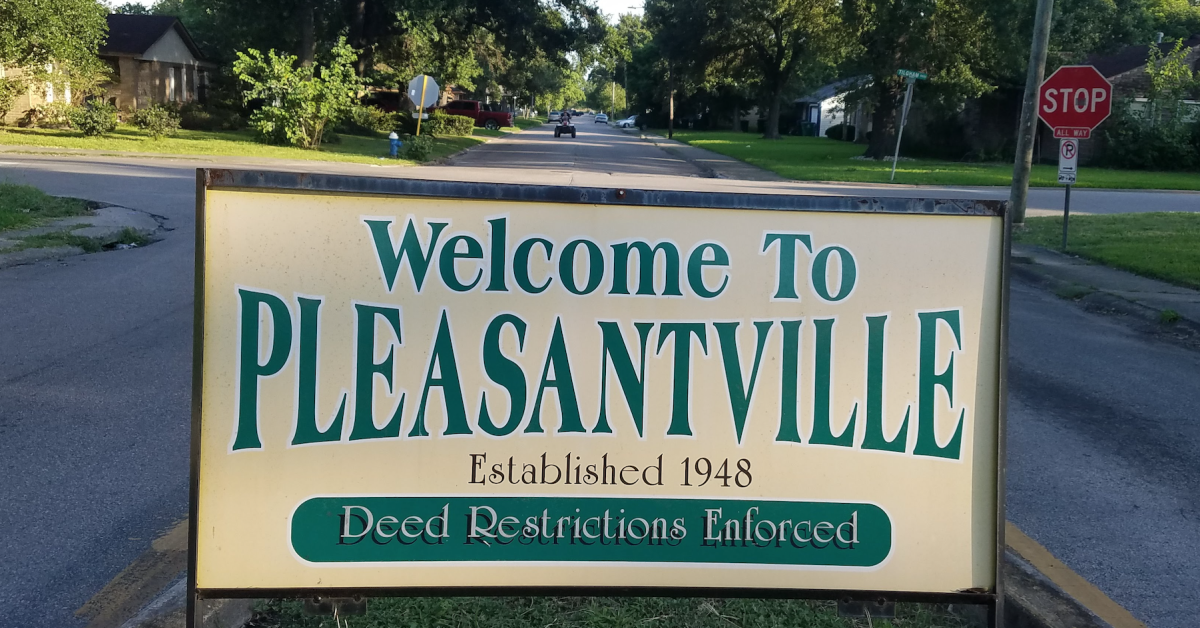 STOP
ALL WAY
Welcome To
PLEASANTVILLE
Established 1948
Deed Restrictions Enforced